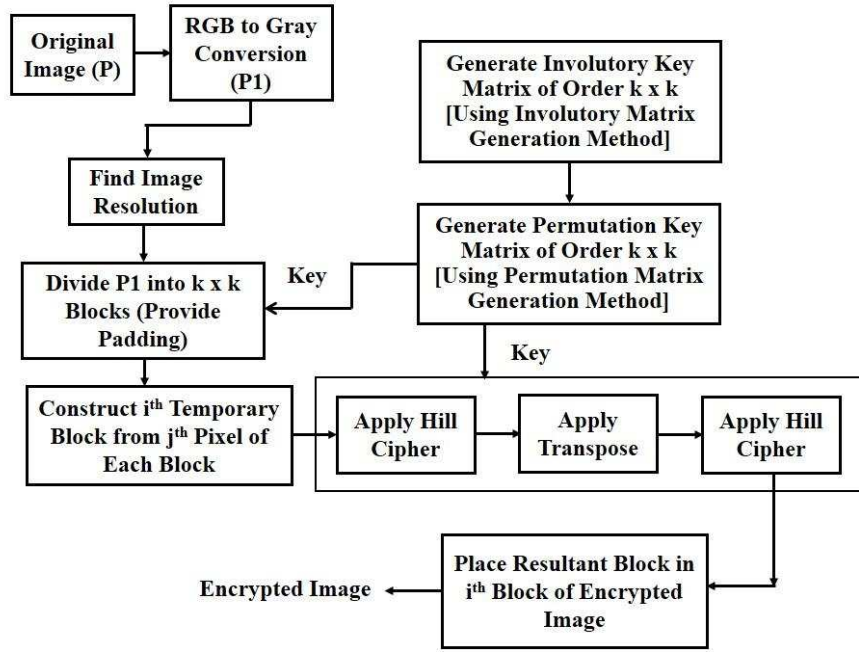 Original
Image (P)
RGB to Gray
Conversion
(P1)
Find Image
Resolution
Divide P1 into k x k
Blocks (Provide
Padding)
Construct iᵗʰ Temporary
Block from jᵗʰ Pixel of
Each Block
Generate Involutory Key
Matrix of Order k x k
[Using Involutory Matrix
Generation Method]
Generate Permutation Key
Matrix of Order k x k
[Using Permutation Matrix
Generation Method]
Key
Key
Apply Hill
Cipher
Apply
Transpose
Apply Hill
Cipher
Place Resultant Block in
iᵗʰ Block of Encrypted
Image
Encrypted Image